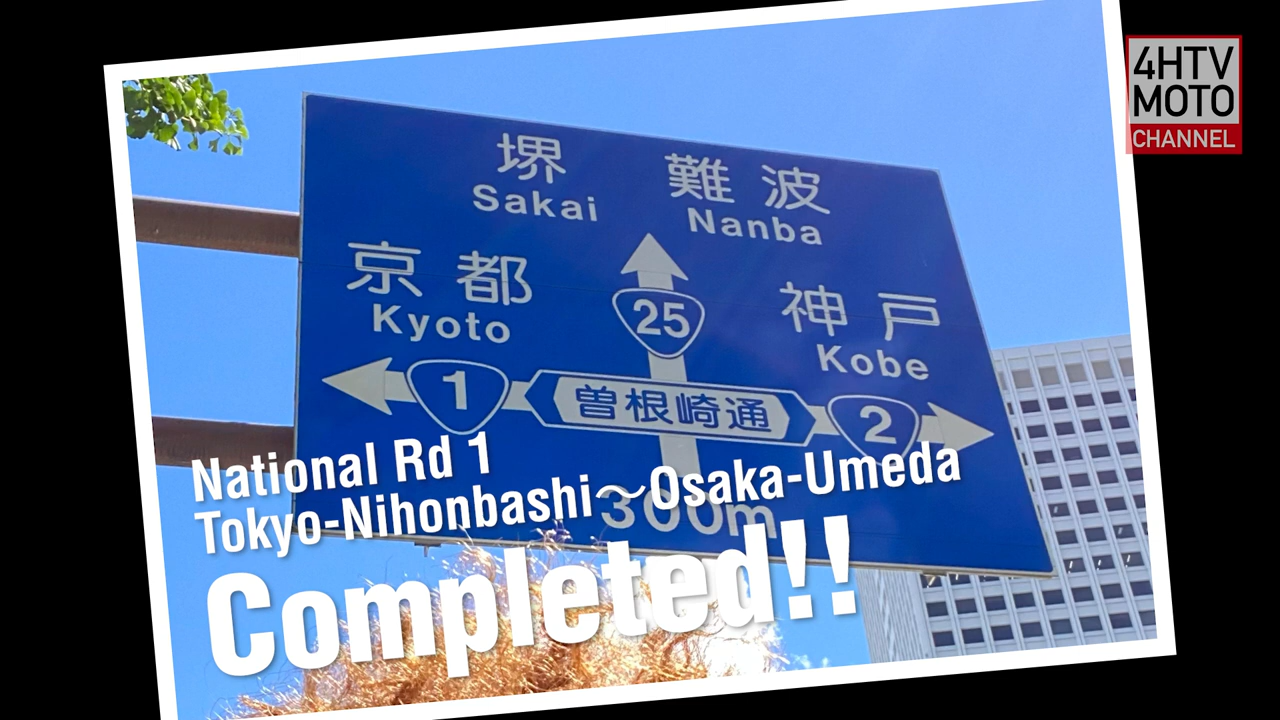 4HTV
MOTO
CHANNEL
堺 難波
Sakai Nanba
京都 神戸
Kyoto Kobe
25
1 曽根崎通 2
300m
National Rd 1
Tokyo-Nihonbashi～Osaka-Umeda
Completed!!